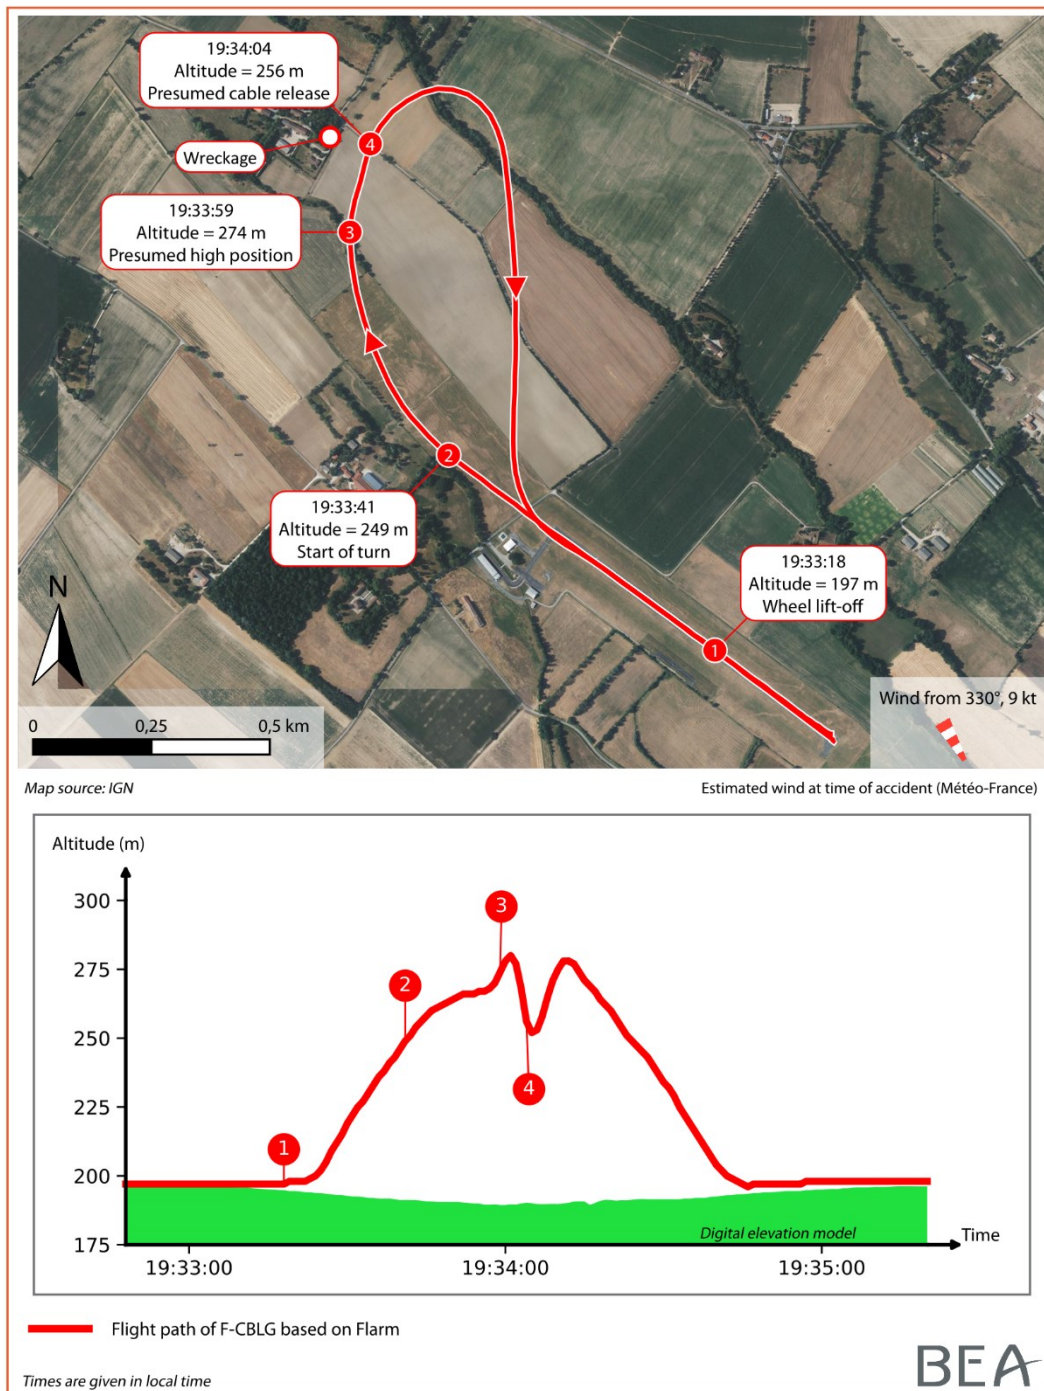 19:34:04
Altitude = 256 m
Presumed cable release
4
Wreckage
19:33:59
Altitude = 274 m
Presumed high position
3
2
19:33:41
Altitude = 249 m
Start of turn
19:33:18
Altitude = 197 m
Wheel lift-off
1
N
0 0,25 0,5 km
Wind from 330°, 9 kt
Map source: IGN
Estimated wind at time of accident (Météo-France)
Altitude (m)
300
275
250
225
200
175
3
2
4
1
Digital elevation model
Time
19:33:00 19:34:00 19:35:00
Flight path of F-CBLG based on Flarm
Times are given in local time
BEA